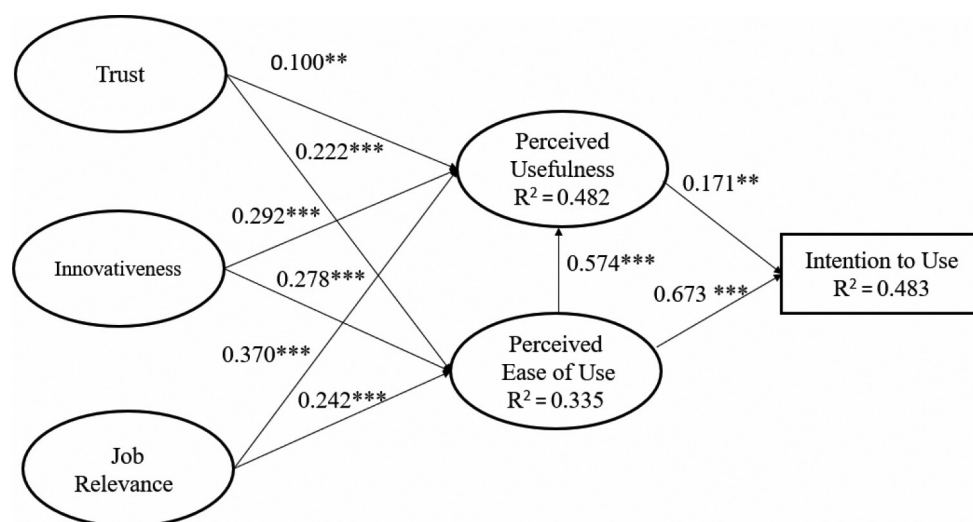 Trust
0.100**
0.222***
Perceived
Usefulness
R² = 0.482
0.171**
0.292***
Innovativeness
0.278***
0.574***
Intention to Use
R² = 0.483
0.673 ***
0.370***
Perceived
Ease of Use
R² = 0.335
0.242***
Job
Relevance